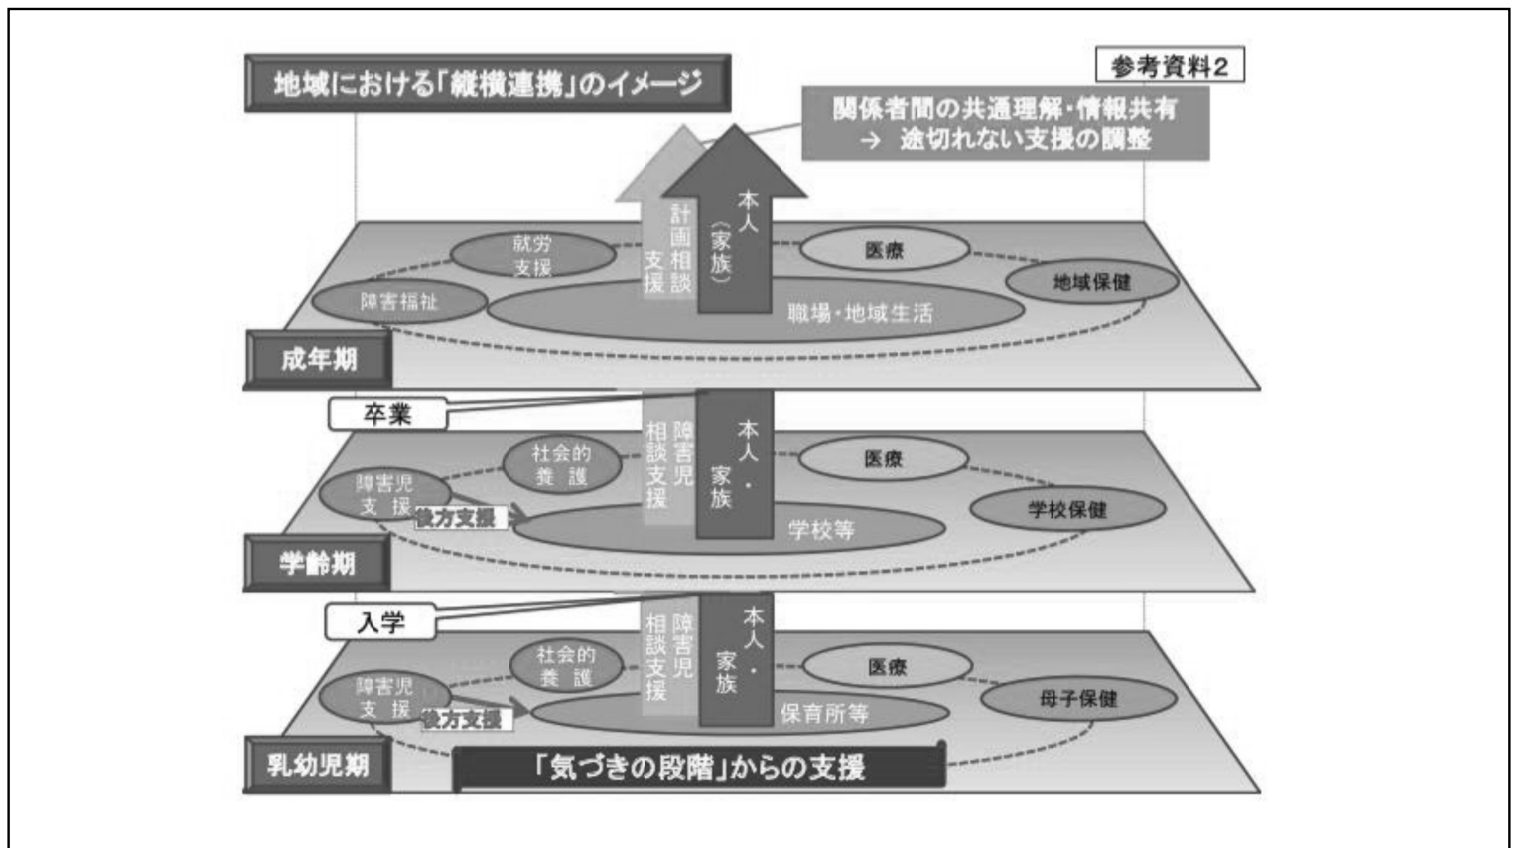 地域における「縦横連携」のイメージ
参考資料2
関係者間の共通理解・情報共有
→ 途切れない支援の調整
本人
(家族)
計画相談
支援
就労
支援
医療
地域保健
障害福祉
職場・地域生活
成年期
卒業
本人・
家族
障害児
相談支援
社会的
養 護
医療
障害児
支 援
後方支援
学校保健
学校等
学齢期
入学
本人・
家族
障害児
相談支援
社会的
養 護
医療
障害児
支 援
後方支援
母子保健
保育所等
乳幼児期
「気づきの段階」からの支援